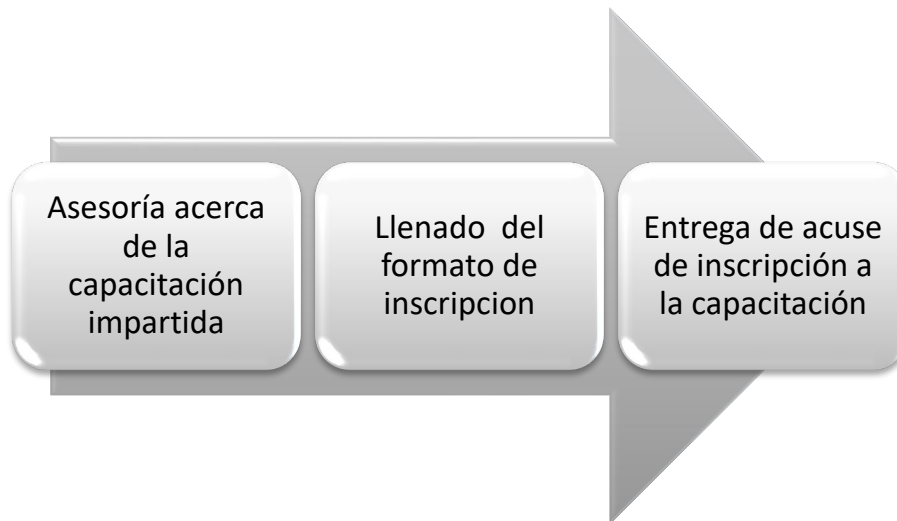 Asesoría acerca
de la
capacitación
impartida
Llenado  del
formato de
inscripcion
Entrega de acuse
de inscripción a
la capacitación